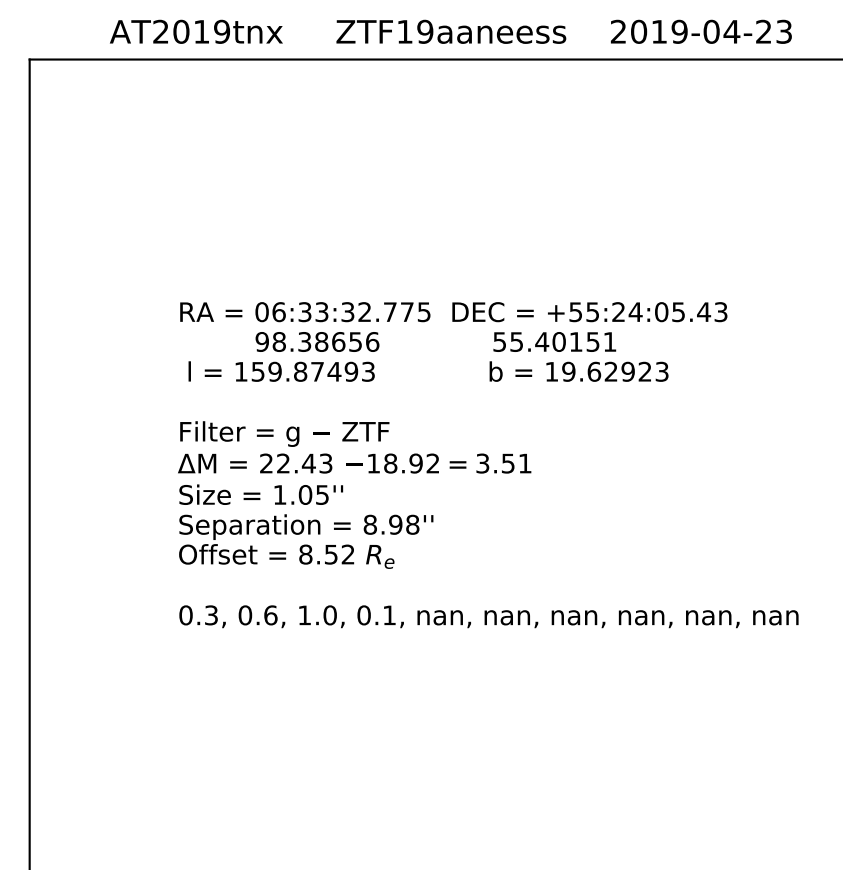 AT2019tnx ZTF19aaneess 2019-04-23
RA = 06:33:32.775 DEC = +55:24:05.43
98.38656 55.40151
l = 159.87493 b = 19.62923
Filter = g − ZTF
ΔM = 22.43 −18.92 = 3.51
Size = 1.05''
Separation = 8.98''
Offset = 8.52 Rₑ
0.3, 0.6, 1.0, 0.1, nan, nan, nan, nan, nan, nan